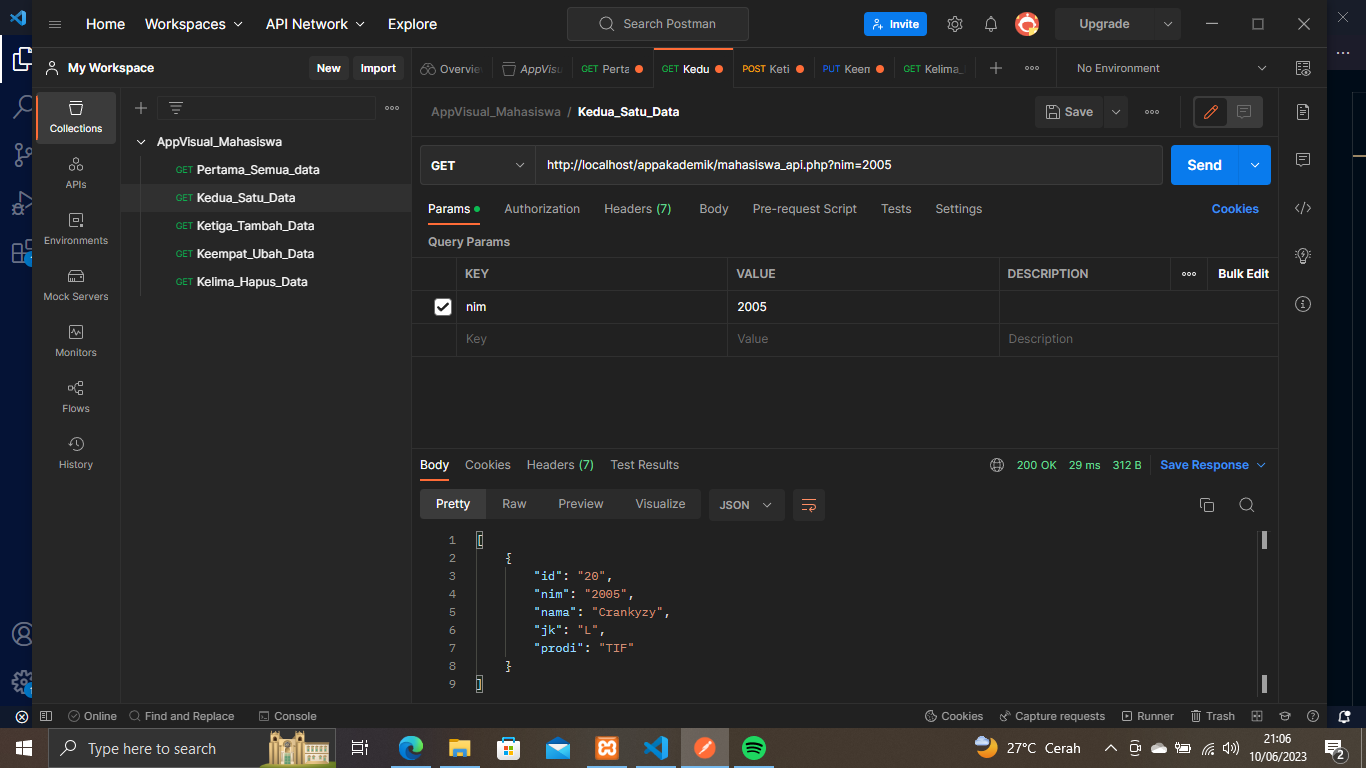 Home Workspaces API Network Explore Search Postman Invite Upgrade
My Workspace New Import
Overvie AppVisu GET Perta GET Kedu POST Keti PUT Keem GET Kelima_ No Environment
Collections
APIs
Environments
Mock Servers
Monitors
Flows
History
AppVisual_Mahasiswa
GET Pertama_Semua_data
GET Kedua_Satu_Data
GET Ketiga_Tambah_Data
GET Keempat_Ubah_Data
GET Kelima_Hapus_Data
AppVisual_Mahasiswa / Kedua_Satu_Data Save
GET http://localhost/appakademik/mahasiswa_api.php?nim=2005 Send
Params Authorization Headers (7) Body Pre-request Script Tests Settings Cookies
Query Params
KEY VALUE DESCRIPTION Bulk Edit
nim 2005
Key Value Description
Body Cookies Headers (7) Test Results 200 OK 29 ms 312 B Save Response
Pretty Raw Preview Visualize JSON
1 [
2 {
3 "id": "20",
4 "nim": "2005",
5 "nama": "Crankyzy",
6 "jk": "L",
7 "prodi": "TIF"
8 }
9 ]
Online Find and Replace Console Cookies Capture requests Runner Trash
Type here to search 27°C Cerah 21:06
10/06/2023 2